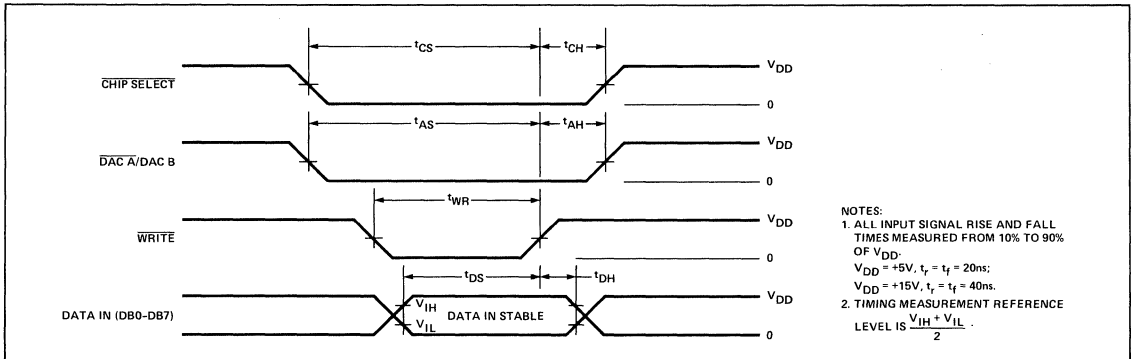 tCS tCH
VDD
CHIP SELECT
0
tAS tAH
VDD
DAC A/DAC B
0
tWR
VDD
WRITE
0
tDS tDH
VDD
VIH
DATA IN (DB0–DB7) DATA IN STABLE
VIL
0
NOTES:
1. ALL INPUT SIGNAL RISE AND FALL
TIMES MEASURED FROM 10% TO 90%
OF VDD.
VDD = +5V, tr = tf = 20ns;
VDD = +15V, tr = tf = 40ns.
2. TIMING MEASUREMENT REFERENCE
LEVEL IS (VIH + VIL)/2 .